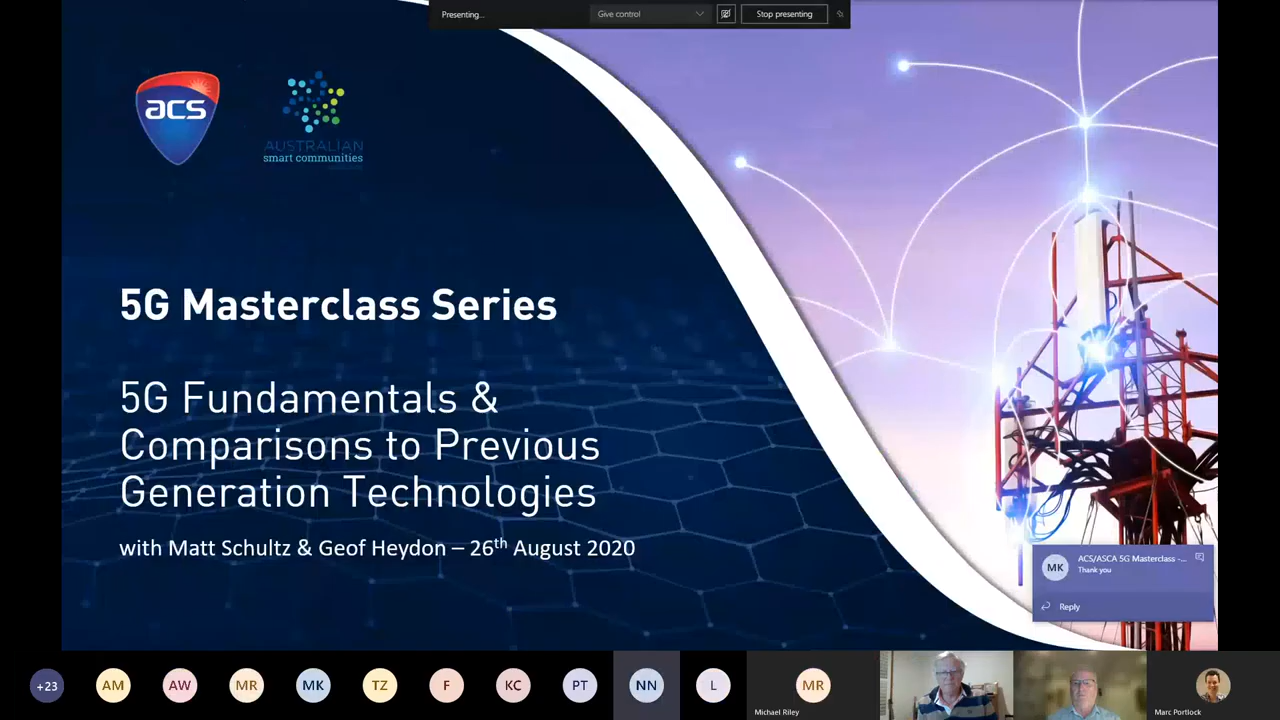 Presenting...
Give control
Stop presenting
acs
AUSTRALIAN
smart communities
5G Masterclass Series
5G Fundamentals &
Comparisons to Previous
Generation Technologies
with Matt Schultz & Geof Heydon – 26th August 2020
MK
ACS/ASCA 5G Masterclass -...
Thank you
Reply
+23
AM
AW
MR
MK
TZ
F
KC
PT
NN
L
MR
Michael Riley
Marc Portlock